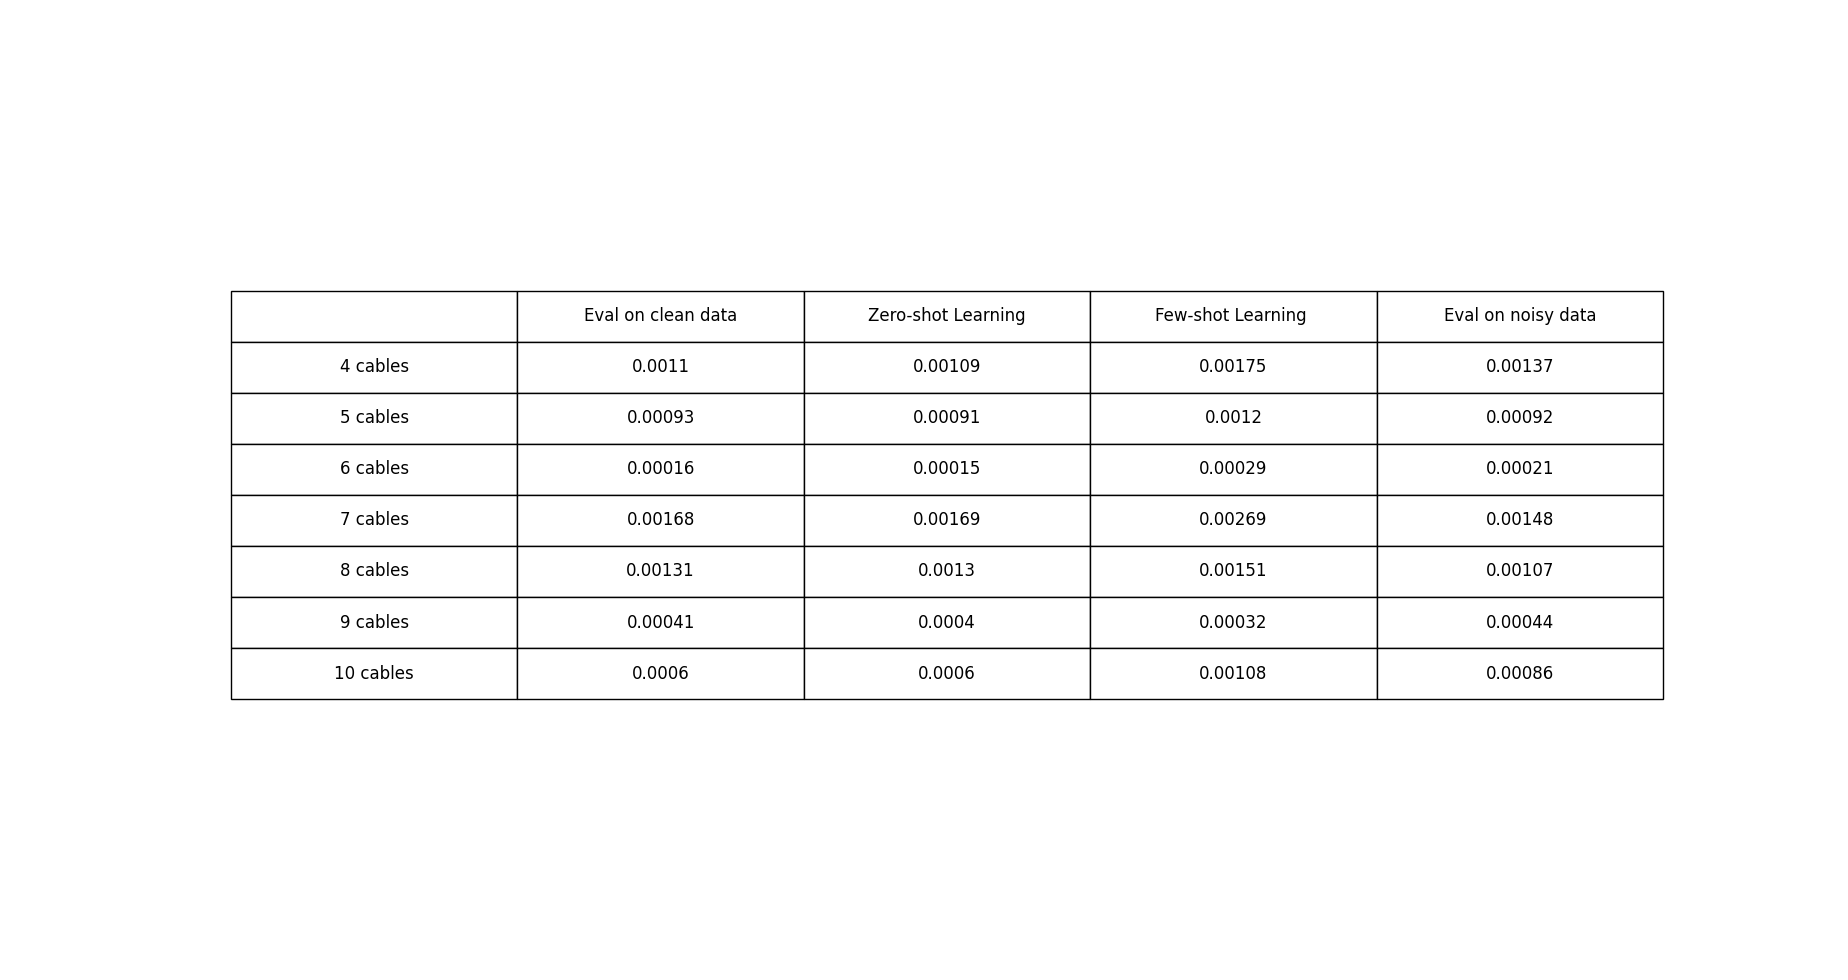 Eval on clean data Zero-shot Learning Few-shot Learning Eval on noisy data
4 cables 0.0011 0.00109 0.00175 0.00137
5 cables 0.00093 0.00091 0.0012 0.00092
6 cables 0.00016 0.00015 0.00029 0.00021
7 cables 0.00168 0.00169 0.00269 0.00148
8 cables 0.00131 0.0013 0.00151 0.00107
9 cables 0.00041 0.0004 0.00032 0.00044
10 cables 0.0006 0.0006 0.00108 0.00086